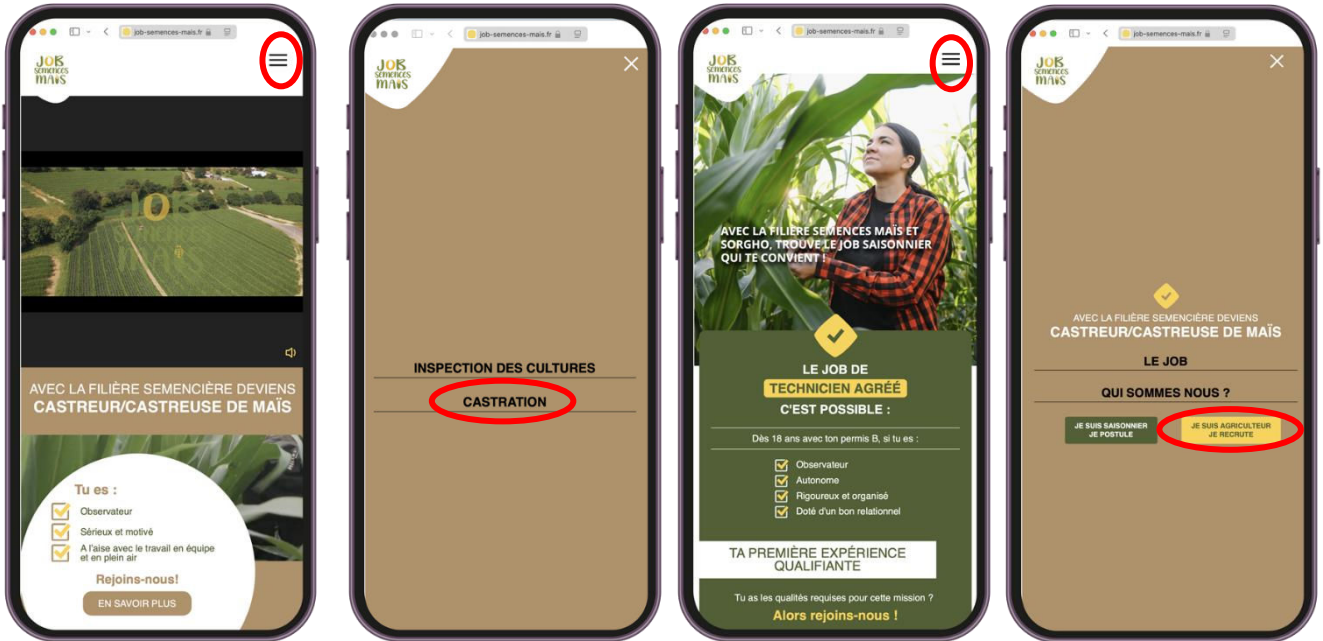 job-semences-mais.fr
JOB
semences
MAïS
JOB
SEMENCES
MAïS
AVEC LA FILIÈRE SEMENCIÈRE DEVIENS
CASTREUR/CASTREUSE DE MAÏS
Tu es :
Observateur
Sérieux et motivé
A l'aise avec le travail en équipe
et en plein air
Rejoins-nous!
EN SAVOIR PLUS
job-semences-mais.fr
JOB
semences
MAïS
INSPECTION DES CULTURES
CASTRATION
job-semences-mais.fr
JOB
semences
MAïS
AVEC LA FILIÈRE SEMENCES MAÏS ET
SORGHO, TROUVE LE JOB SAISONNIER
QUI TE CONVIENT !
LE JOB DE
TECHNICIEN AGRÉÉ
C'EST POSSIBLE :
Dès 18 ans avec ton permis B, si tu es :
Observateur
Autonome
Rigoureux et organisé
Doté d'un bon relationnel
TA PREMIÈRE EXPÉRIENCE
QUALIFIANTE
Tu as les qualités requises pour cette mission ?
Alors rejoins-nous !
job-semences-mais.fr
JOB
semences
MAïS
AVEC LA FILIÈRE SEMENCIÈRE DEVIENS
CASTREUR/CASTREUSE DE MAÏS
LE JOB
QUI SOMMES NOUS ?
JE SUIS SAISONNIER
JE POSTULE
JE SUIS AGRICULTEUR
JE RECRUTE